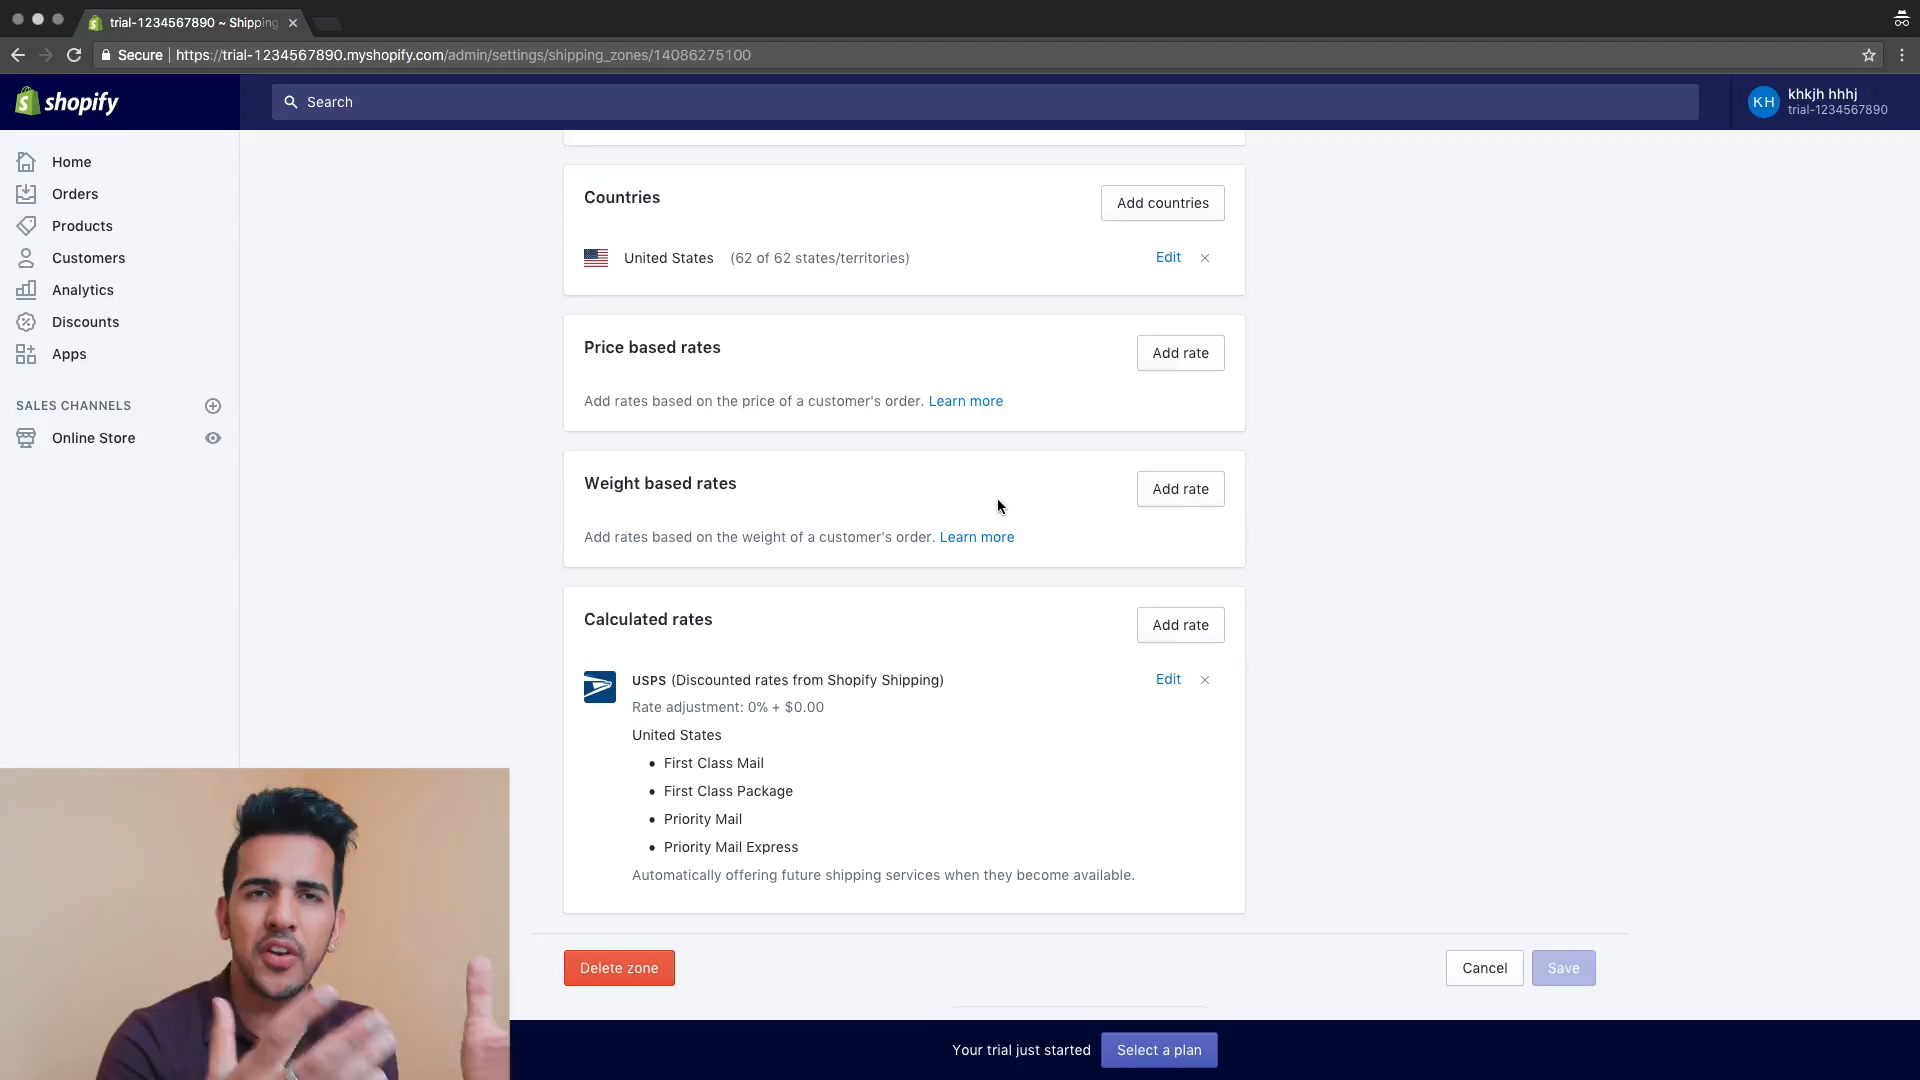 trial-1234567890 ~ Shipping
Secure | https://trial-1234567890.myshopify.com/admin/settings/shipping_zones/14086275100
shopify
Search
KH
khkjh hhhj
trial-1234567890
Home
Orders
Products
Customers
Analytics
Discounts
Apps
SALES CHANNELS
Online Store
Countries
Add countries
United States (62 of 62 states/territories)
Edit
Price based rates
Add rate
Add rates based on the price of a customer's order. Learn more
Weight based rates
Add rate
Add rates based on the weight of a customer's order. Learn more
Calculated rates
Add rate
USPS (Discounted rates from Shopify Shipping)
Edit
Rate adjustment: 0% + $0.00
United States
• First Class Mail
• First Class Package
• Priority Mail
• Priority Mail Express
Automatically offering future shipping services when they become available.
Delete zone
Cancel
Save
Your trial just started
Select a plan